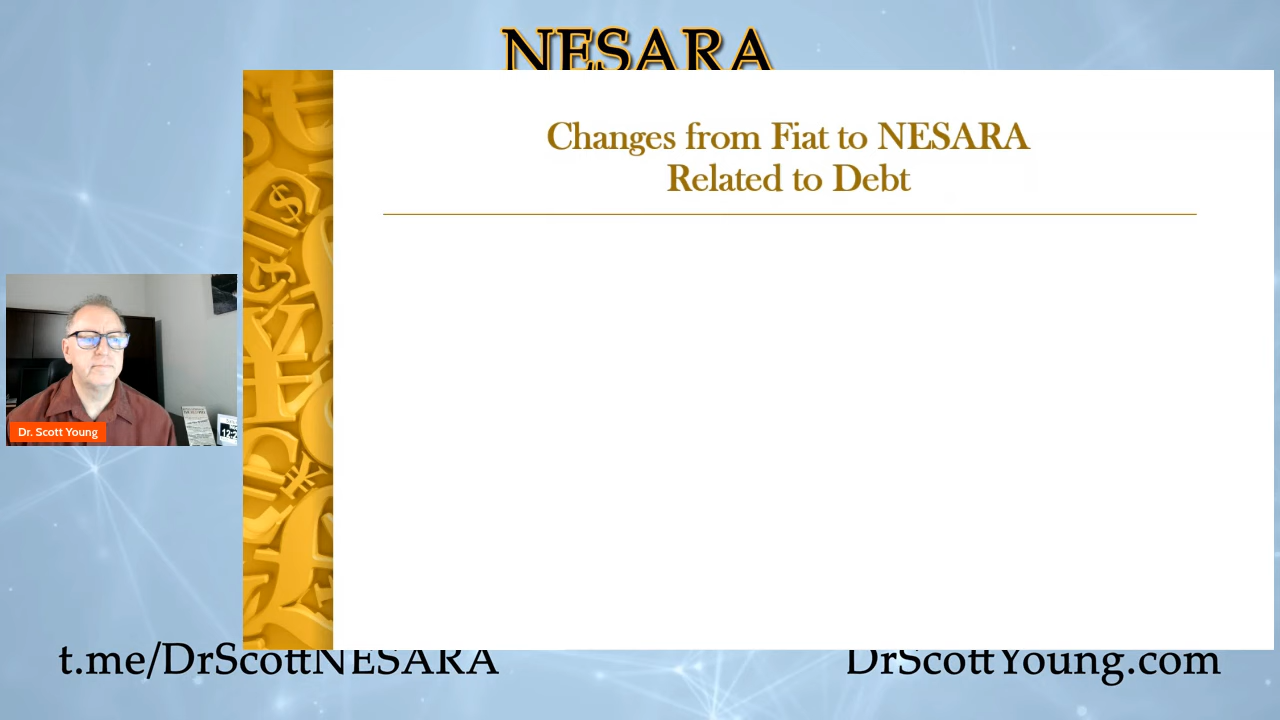 NESARA
Changes from Fiat to NESARA
Related to Debt
Dr. Scott Young
t.me/DrScottNESARA
DrScottYoung.com